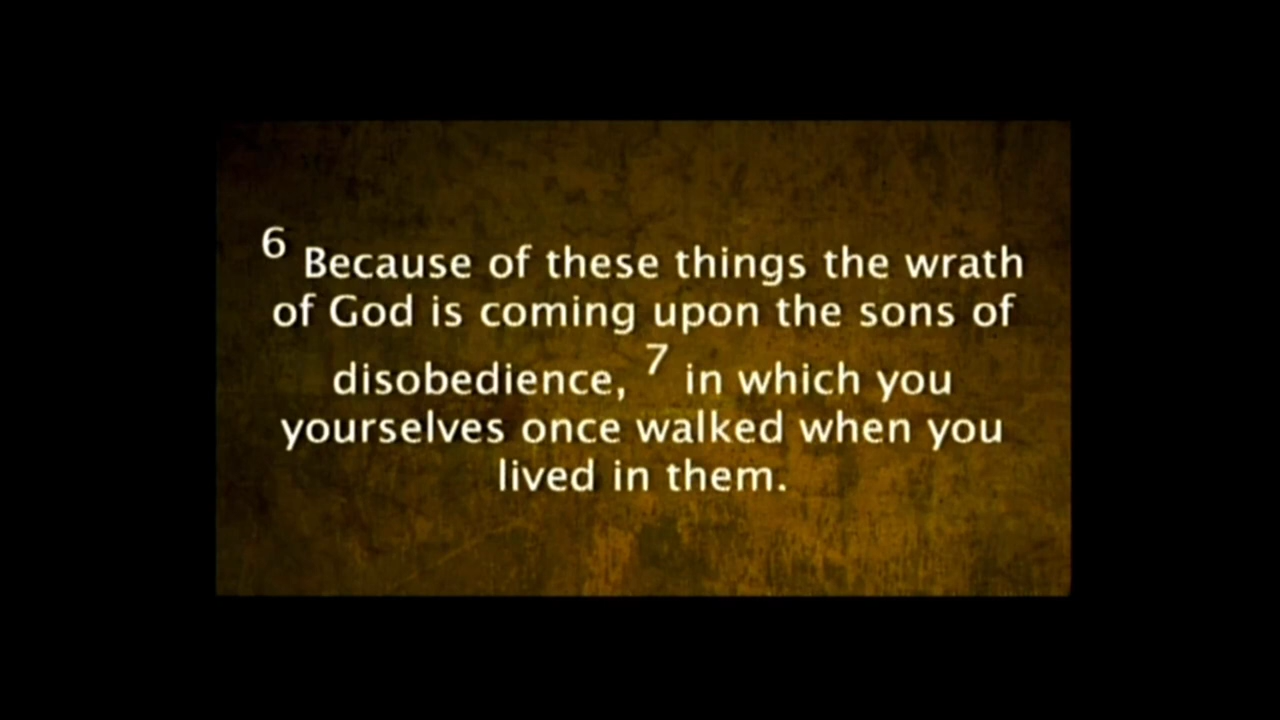 6 Because of these things the wrath
of God is coming upon the sons of
disobedience, 7 in which you
yourselves once walked when you
lived in them.